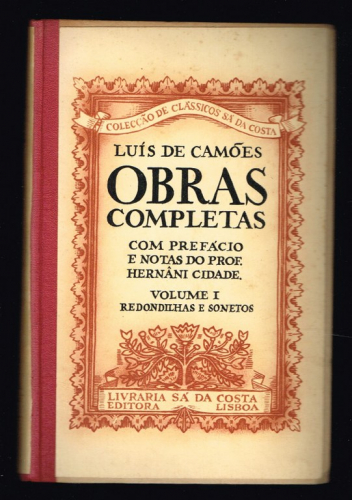 COLECÇÃO DE CLÁSSICOS SÁ DA COSTA
LUÍS DE CAMÕES
OBRAS
COMPLETAS
COM PREFÁCIO
E NOTAS DO PROF.
HERNÂNI CIDADE.
VOLUME I
REDONDILHAS E SONETOS
LIVRARIA SÁ DA COSTA
EDITORA LISBOA